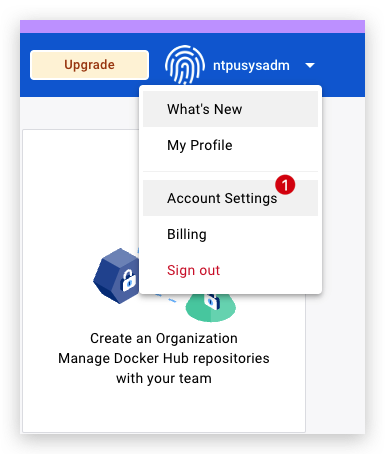 Upgrade
ntpusysadm
What's New
My Profile
1
Account Settings
Billing
Sign out
Create an Organization
Manage Docker Hub repositories
with your team